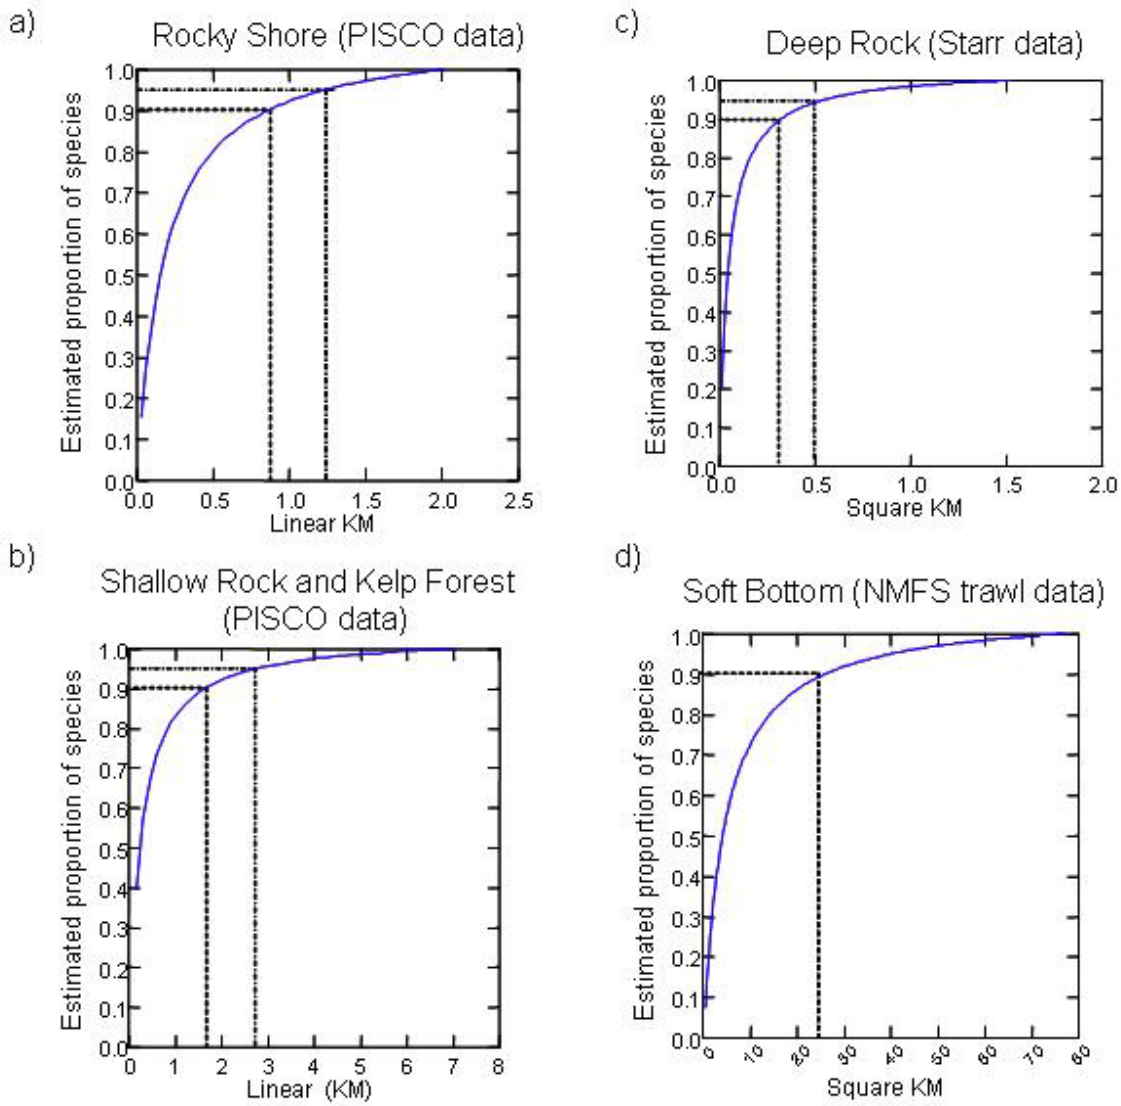 a)
Rocky Shore (PISCO data)
Estimated proportion of species
1.0
0.9
0.8
0.7
0.6
0.5
0.4
0.3
0.2
0.1
0.0
0.0 0.5 1.0 1.5 2.0 2.5
Linear KM
b)
Shallow Rock and Kelp Forest
(PISCO data)
Estimated proportion of species
1.0
0.9
0.8
0.7
0.6
0.5
0.4
0.3
0.2
0.1
0.0
0 1 2 3 4 5 6 7 8
Linear (KM)
c)
Deep Rock (Starr data)
Estimated proportion of species
1.0
0.9
0.8
0.7
0.6
0.5
0.4
0.3
0.2
0.1
0.0
0.0 0.5 1.0 1.5 2.0
Square KM
d)
Soft Bottom (NMFS trawl data)
Estimated proportion of species
1.0
0.9
0.8
0.7
0.6
0.5
0.4
0.3
0.2
0.1
0.0
0 10 20 30 40 50 60 70 80
Square KM